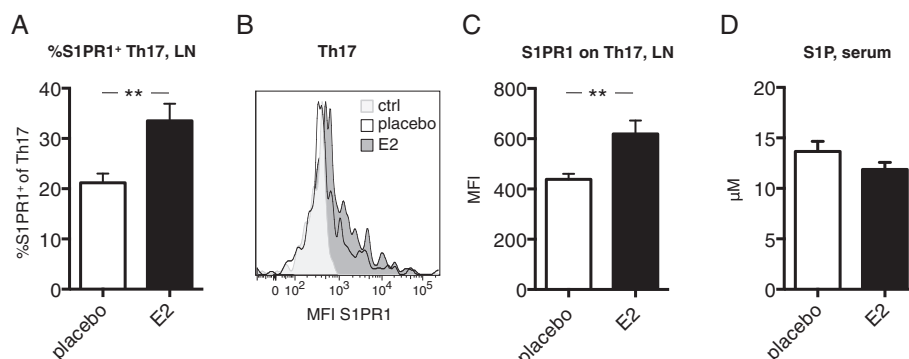 A
%S1PR1+ Th17, LN
**
%S1PR1+ of Th17
40
30
20
10
0
placebo
E2
B
Th17
ctrl
placebo
E2
0 10² 10³ 10⁴ 10⁵
MFI S1PR1
C
S1PR1 on Th17, LN
**
MFI
800
600
400
200
0
placebo
E2
D
S1P, serum
µM
20
15
10
5
0
placebo
E2